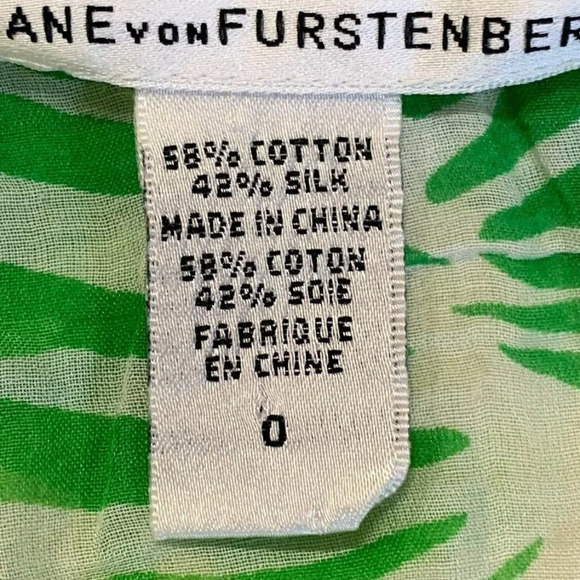 ANE VON FURSTENBER
58% COTTON
42% SILK
MADE IN CHINA
58% COTON
42% SOIE
FABRIQUE
EN CHINE
0